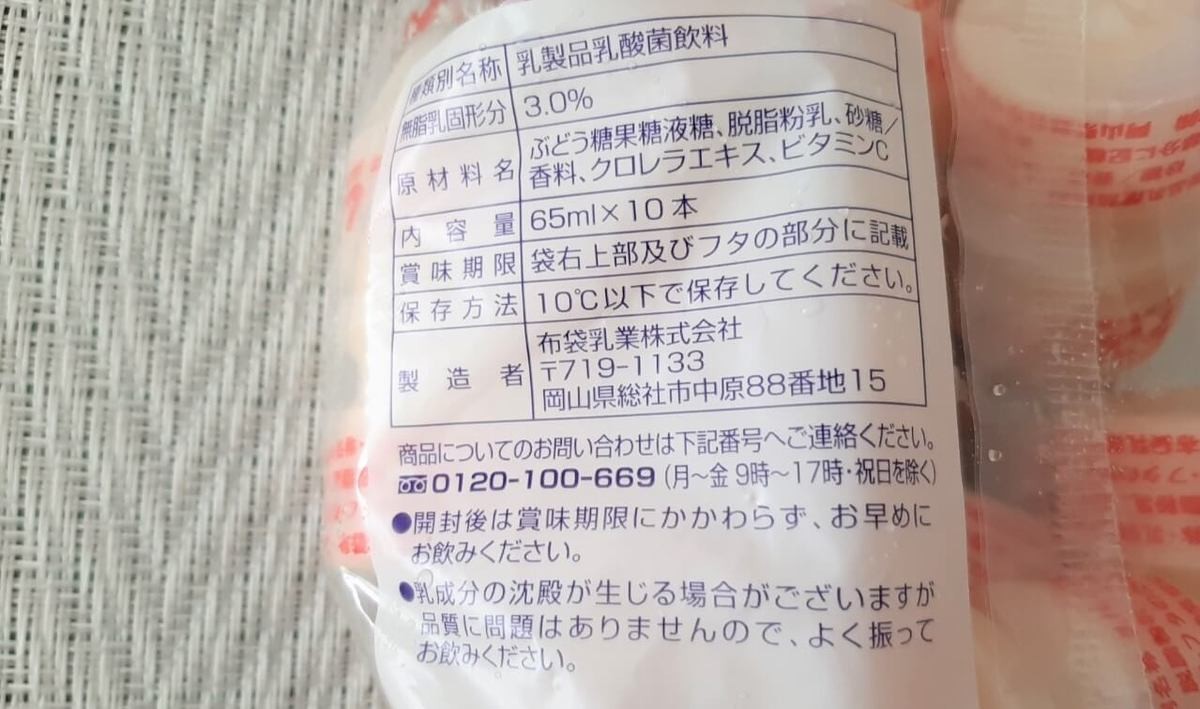 種類別名称 乳製品乳酸菌飲料
無脂乳固形分 3.0%
原材料名 ぶどう糖果糖液糖、脱脂粉乳、砂糖/
香料、クロレラエキス、ビタミンC
内容量 65ml×10本
賞味期限 袋右上部及びフタの部分に記載
保存方法 10℃以下で保存してください。
製造者 布袋乳業株式会社
〒719-1133
岡山県総社市中原88番地15
商品についてのお問い合わせは下記番号へご連絡ください。
0120-100-669(月〜金 9時〜17時・祝日を除く)
●開封後は賞味期限にかかわらず、お早めに
お飲みください。
●乳成分の沈殿が生じる場合がございますが
品質に問題はありませんので、よく振って
お飲みください。